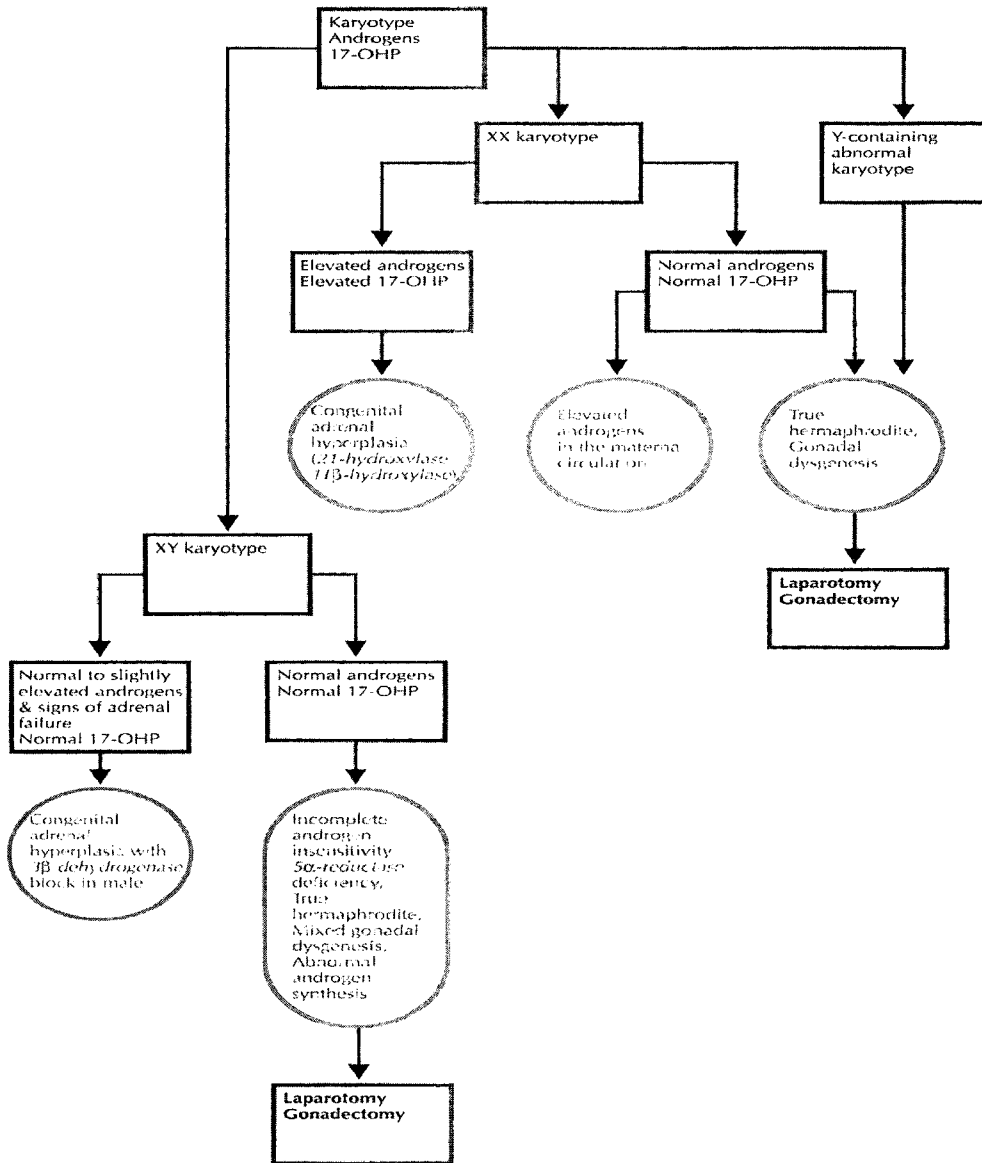 Karyotype
Androgens
17-OHP
XX karyotype
Y-containing
abnormal
karyotype
Elevated androgens
Elevated 17-OHP
Normal androgens
Normal 17-OHP
Congenital
adrenal
hyperplasia
(21-hydroxylase
11β-hydroxylase)
Elevated
androgens
in the materna
circulation
True
hermaphrodite,
Gonadal
dysgenesis
XY karyotype
Laparotomy
Gonadectomy
Normal to slightly
elevated androgens
& signs of adrenal
failure
Normal 17-OHP
Normal androgens
Normal 17-OHP
Congenital
adrenal
hyperplasia with
3β-dehydrogenase
block in male
Incomplete
androgen
insensitivity
5α-reductase
deficiency,
True
hermaphrodite,
Mixed gonadal
dysgenesis,
Abnormal
androgen
synthesis
Laparotomy
Gonadectomy